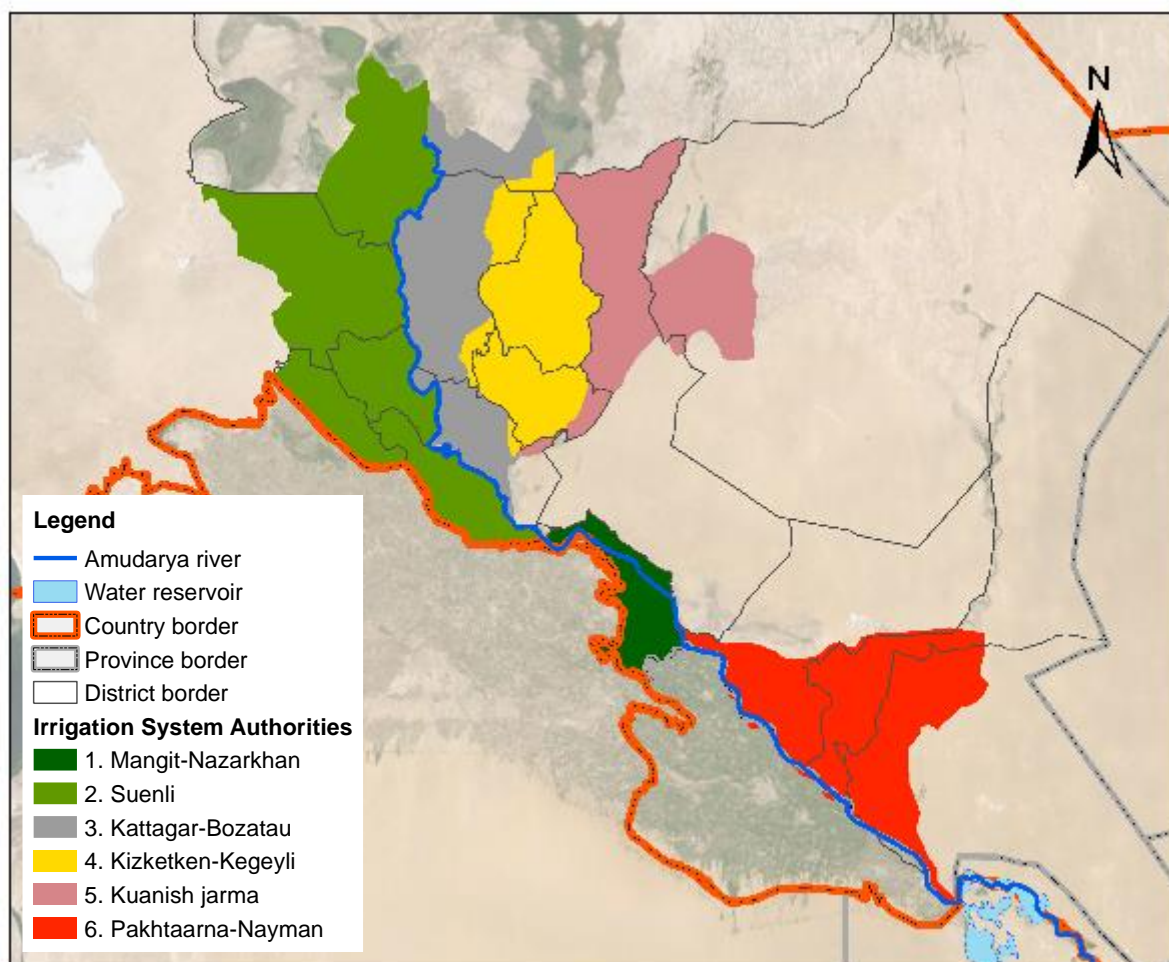 N
Legend
Amudarya river
Water reservoir
Country border
Province border
District border
Irrigation System Authorities
1. Mangit-Nazarkhan
2. Suenli
3. Kattagar-Bozatau
4. Kizketken-Kegeyli
5. Kuanish jarma
6. Pakhtaarna-Nayman